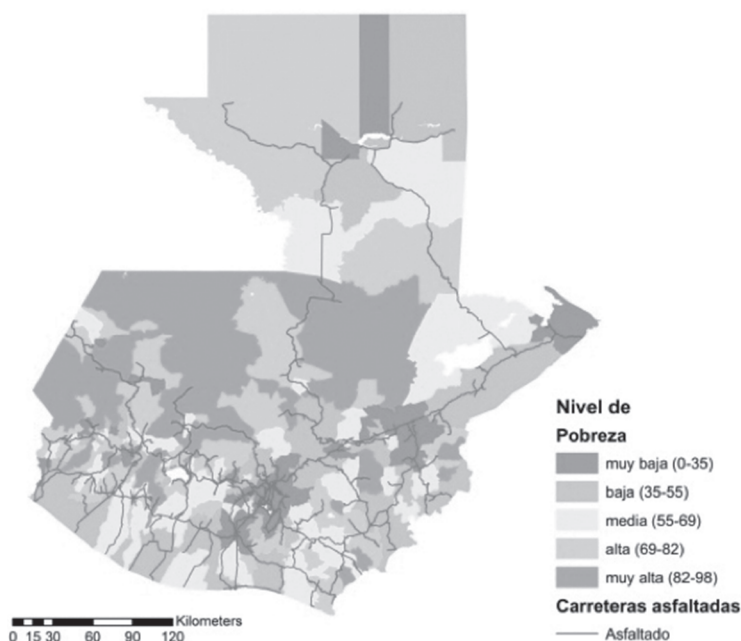 Nivel de
Pobreza
muy baja (0-35)
baja (35-55)
media (55-69)
alta (69-82)
muy alta (82-98)
Carreteras asfaltadas
Asfaltado
Kilometers
0 15 30 60 90 120